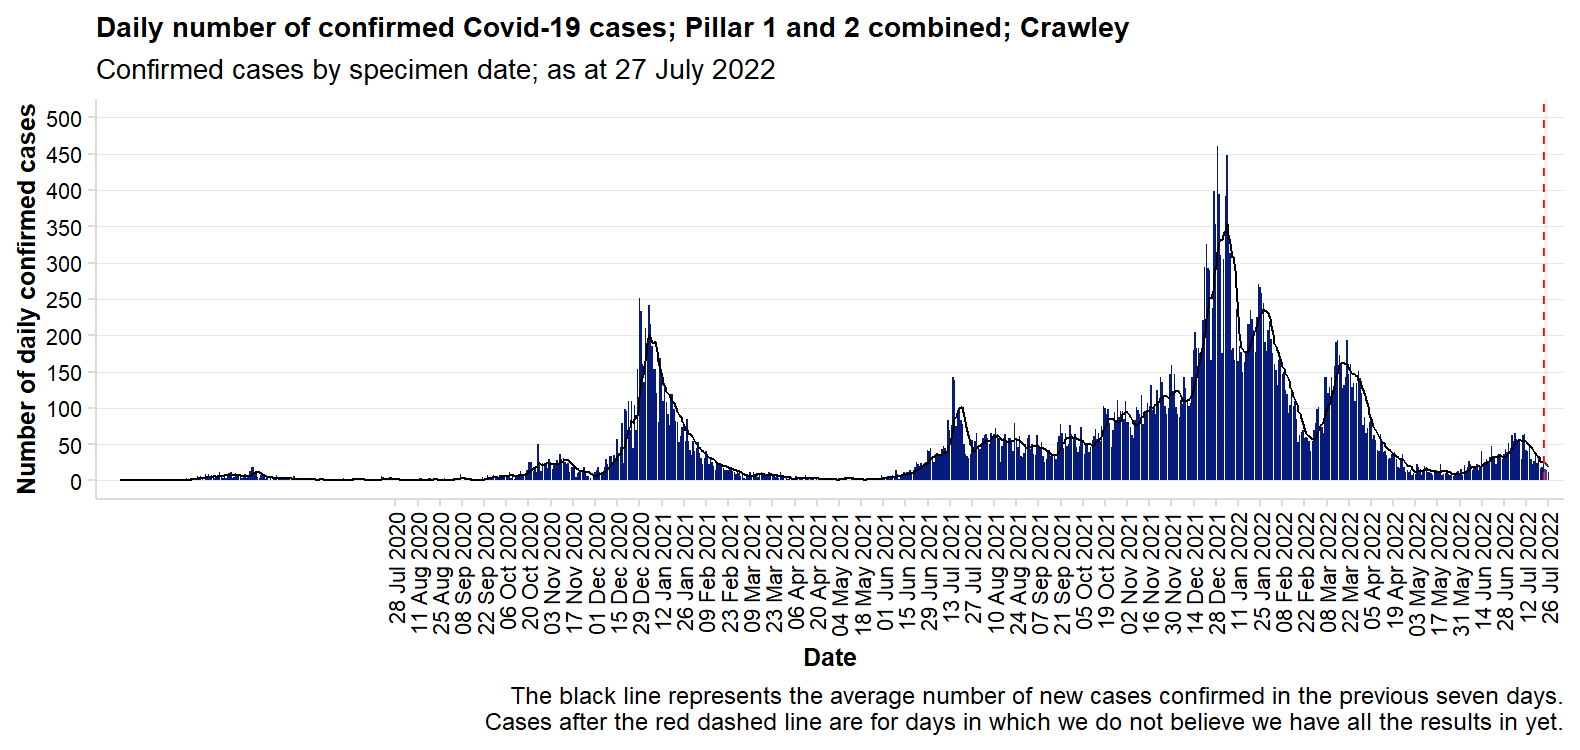 Daily number of confirmed Covid-19 cases; Pillar 1 and 2 combined; Crawley
Confirmed cases by specimen date; as at 27 July 2022
Number of daily confirmed cases
500
450
400
350
300
250
200
150
100
50
0
28 Jul 2020
11 Aug 2020
25 Aug 2020
08 Sep 2020
22 Sep 2020
06 Oct 2020
20 Oct 2020
03 Nov 2020
17 Nov 2020
01 Dec 2020
15 Dec 2020
29 Dec 2020
12 Jan 2021
26 Jan 2021
09 Feb 2021
23 Feb 2021
09 Mar 2021
23 Mar 2021
06 Apr 2021
20 Apr 2021
04 May 2021
18 May 2021
01 Jun 2021
15 Jun 2021
29 Jun 2021
13 Jul 2021
27 Jul 2021
10 Aug 2021
24 Aug 2021
07 Sep 2021
21 Sep 2021
05 Oct 2021
19 Oct 2021
02 Nov 2021
16 Nov 2021
30 Nov 2021
14 Dec 2021
28 Dec 2021
11 Jan 2022
25 Jan 2022
08 Feb 2022
22 Feb 2022
08 Mar 2022
22 Mar 2022
05 Apr 2022
19 Apr 2022
03 May 2022
17 May 2022
31 May 2022
14 Jun 2022
28 Jun 2022
12 Jul 2022
26 Jul 2022
Date
The black line represents the average number of new cases confirmed in the previous seven days.
Cases after the red dashed line are for days in which we do not believe we have all the results in yet.